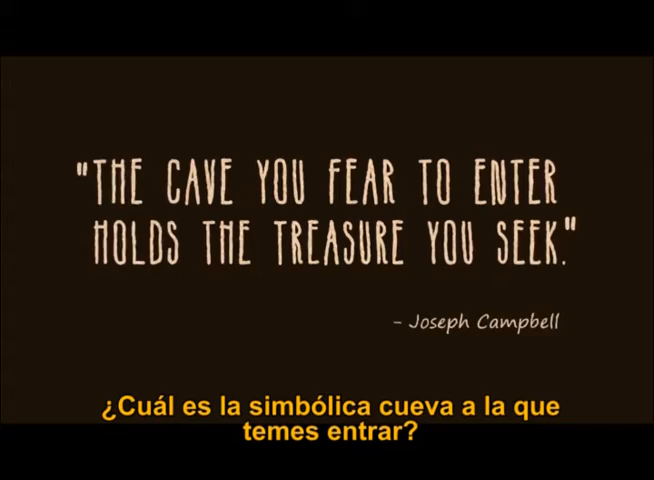 "THE CAVE YOU FEAR TO ENTER
HOLDS THE TREASURE YOU SEEK."
- Joseph Campbell
¿Cuál es la simbólica cueva a la que
temes entrar?